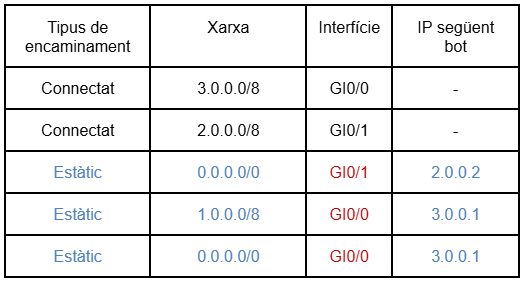 Tipus de encaminament Xarxa Interfície IP següent bot
Connectat 3.0.0.0/8 GI0/0 -
Connectat 2.0.0.0/8 GI0/1 -
Estàtic 0.0.0.0/0 GI0/1 2.0.0.2
Estàtic 1.0.0.0/8 GI0/0 3.0.0.1
Estàtic 0.0.0.0/0 GI0/0 3.0.0.1